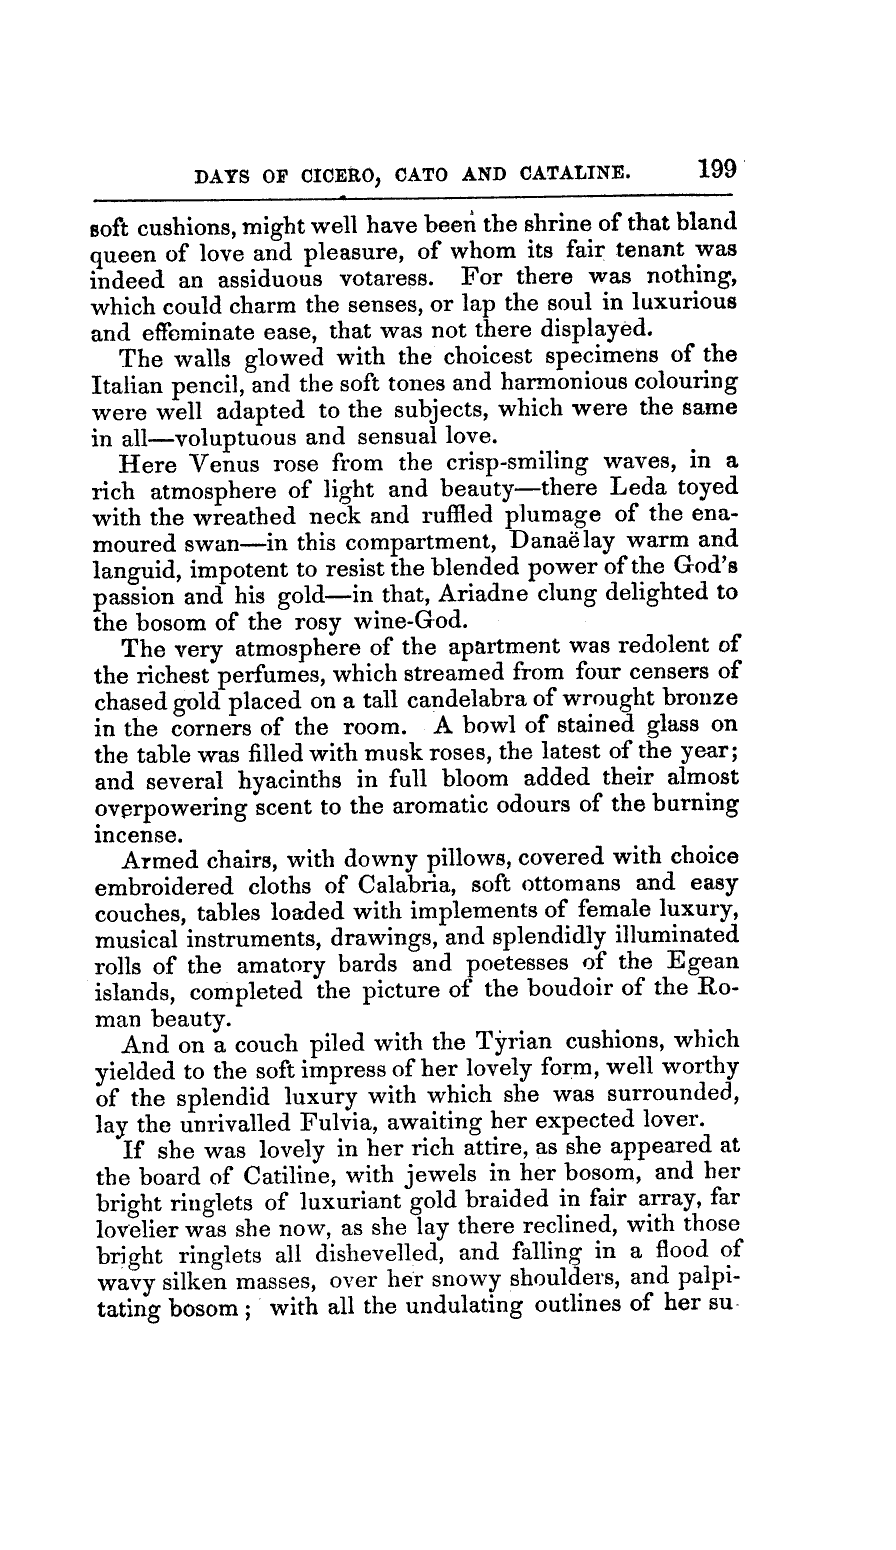 DAYS OF CICERO, CATO AND CATALINE. 199
soft cushions, might well have been the shrine of that bland
queen of love and pleasure, of whom its fair tenant was
indeed an assiduous votaress. For there was nothing,
which could charm the senses, or lap the soul in luxurious
and effeminate ease, that was not there displayed.
The walls glowed with the choicest specimens of the
Italian pencil, and the soft tones and harmonious colouring
were well adapted to the subjects, which were the same
in all—voluptuous and sensual love.
Here Venus rose from the crisp-smiling waves, in a
rich atmosphere of light and beauty—there Leda toyed
with the wreathed neck and ruffled plumage of the ena-
moured swan—in this compartment, Danaë lay warm and
languid, impotent to resist the blended power of the God's
passion and his gold—in that, Ariadne clung delighted to
the bosom of the rosy wine-God.
The very atmosphere of the apartment was redolent of
the richest perfumes, which streamed from four censers of
chased gold placed on a tall candelabra of wrought bronze
in the corners of the room. A bowl of stained glass on
the table was filled with musk roses, the latest of the year;
and several hyacinths in full bloom added their almost
overpowering scent to the aromatic odours of the burning
incense.
Armed chairs, with downy pillows, covered with choice
embroidered cloths of Calabria, soft ottomans and easy
couches, tables loaded with implements of female luxury,
musical instruments, drawings, and splendidly illuminated
rolls of the amatory bards and poetesses of the Egean
islands, completed the picture of the boudoir of the Ro-
man beauty.
And on a couch piled with the Tyrian cushions, which
yielded to the soft impress of her lovely form, well worthy
of the splendid luxury with which she was surrounded,
lay the unrivalled Fulvia, awaiting her expected lover.
If she was lovely in her rich attire, as she appeared at
the board of Catiline, with jewels in her bosom, and her
bright ringlets of luxuriant gold braided in fair array, far
lovelier was she now, as she lay there reclined, with those
bright ringlets all dishevelled, and falling in a flood of
wavy silken masses, over her snowy shoulders, and palpi-
tating bosom; with all the undulating outlines of her su-